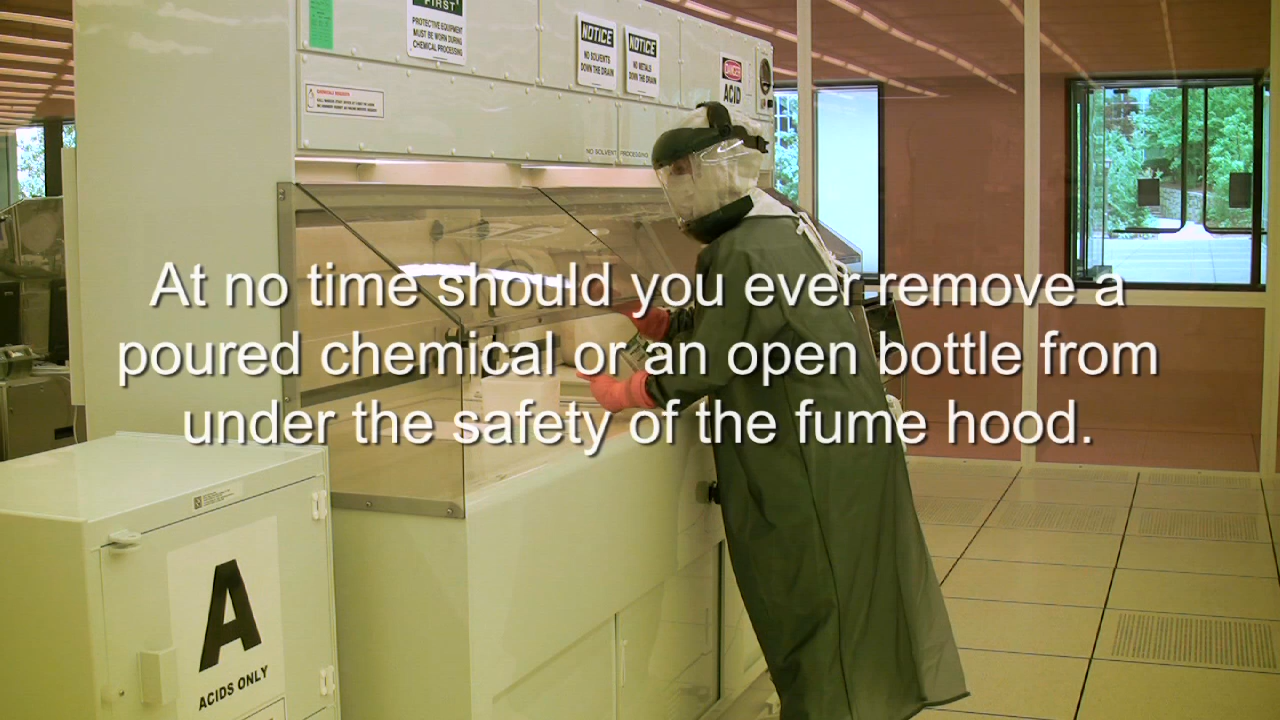 FIRST
PROTECTIVE EQUIPMENT
MUST BE WORN DURING
CHEMICAL PROCESSING
NOTICE
NO SOLVENTS
DOWN THE DRAIN
NOTICE
NO METALS
DOWN THE DRAIN
DANGER
ACID
NO SOLVENT PROCESSING
At no time should you ever remove a
poured chemical or an open bottle from
under the safety of the fume hood.
A
ACIDS ONLY